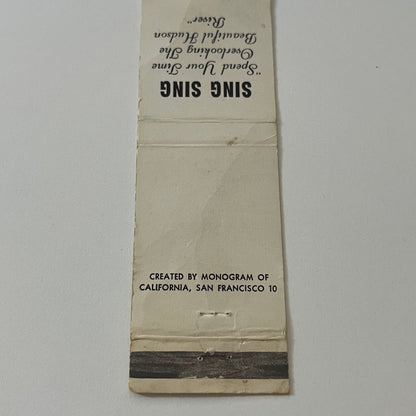 SING SING
"Spend Your Time
Overlooking The
Beautiful Hudson
River"
CREATED BY MONOGRAM OF
CALIFORNIA, SAN FRANCISCO 10